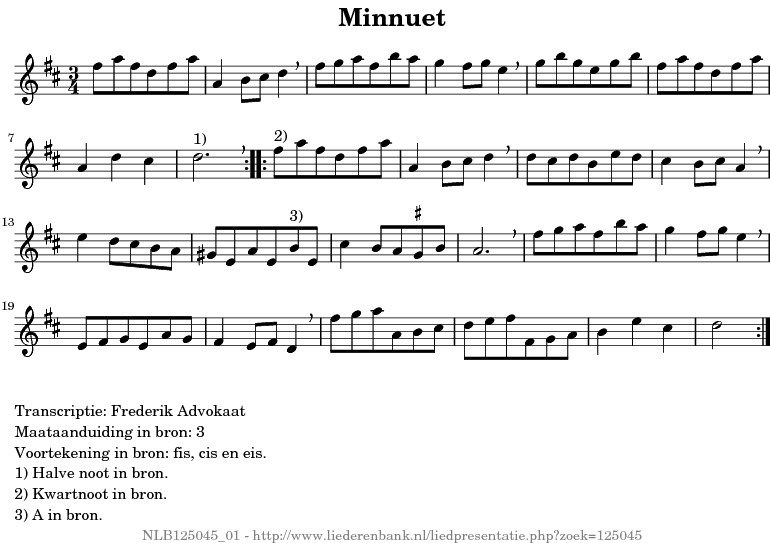 Minnuet
3
4
7
1)
2)
13
3)
19
Transcriptie: Frederik Advokaat
Maataanduiding in bron: 3
Voortekening in bron: fis, cis en eis.
1) Halve noot in bron.
2) Kwartnoot in bron.
3) A in bron.
NLB125045_01 - http://www.liederenbank.nl/liedpresentatie.php?zoek=125045